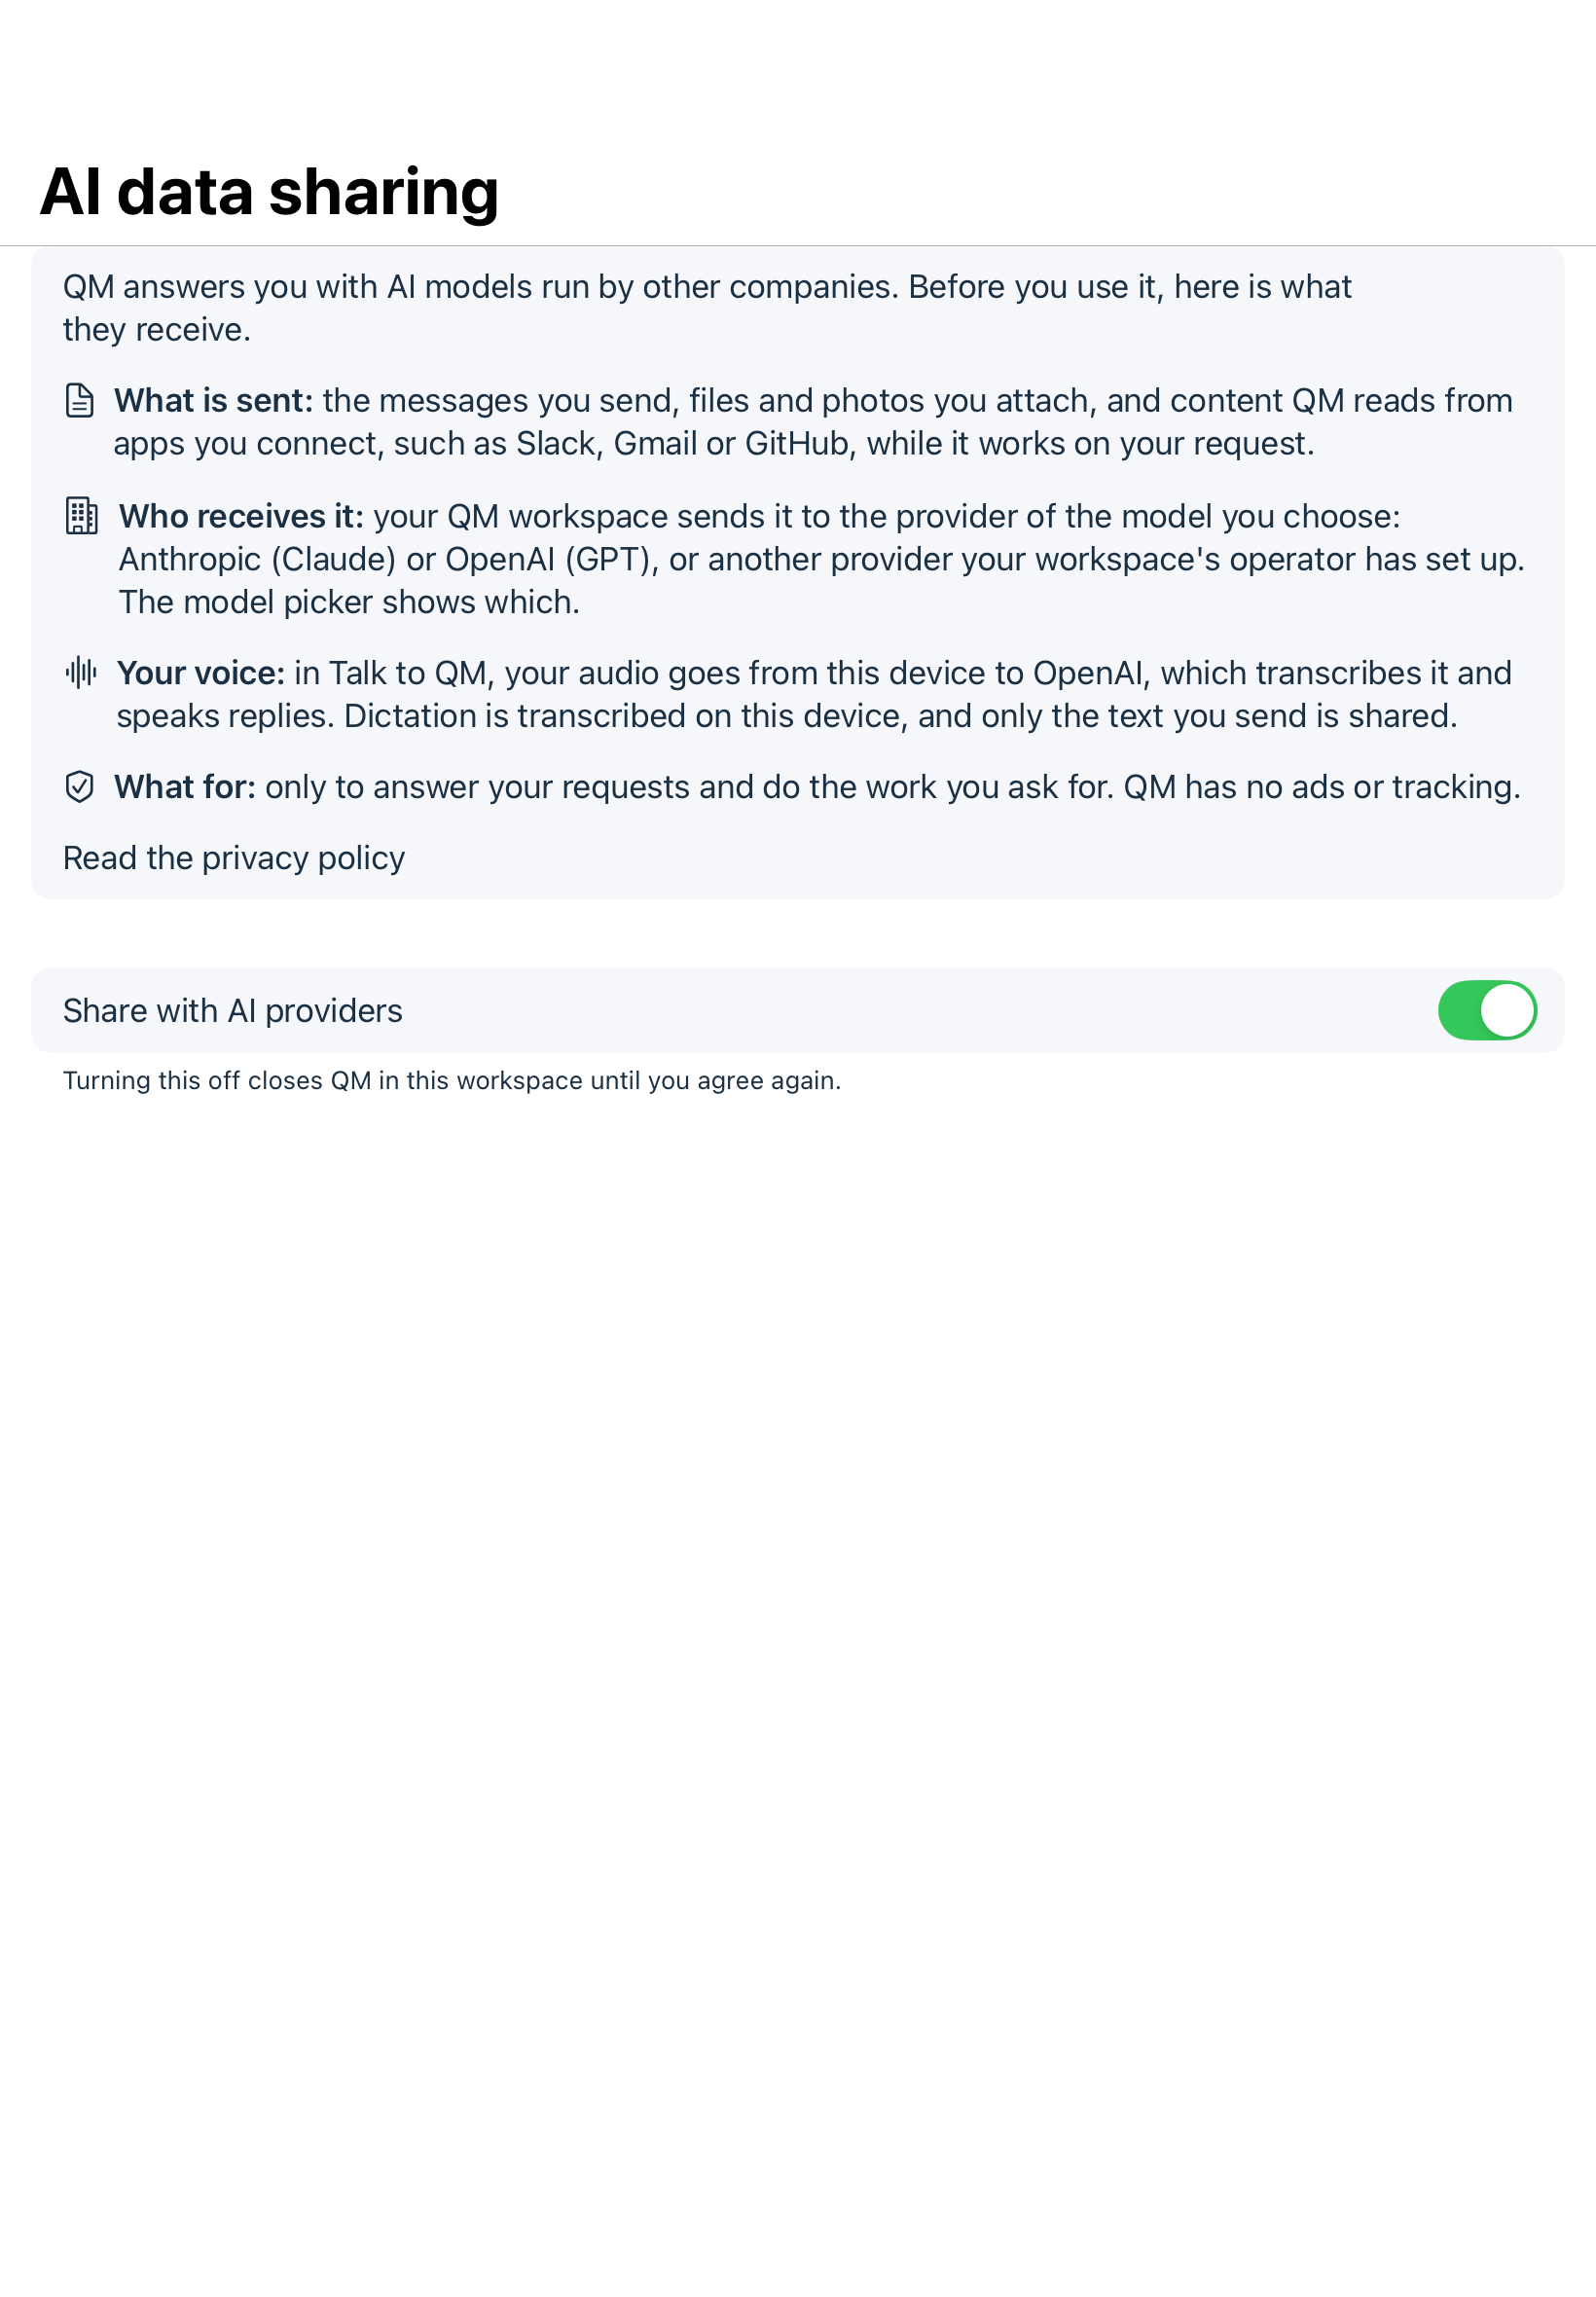 AI data sharing
QM answers you with AI models run by other companies. Before you use it, here is what
they receive.
What is sent: the messages you send, files and photos you attach, and content QM reads from
apps you connect, such as Slack, Gmail or GitHub, while it works on your request.
Who receives it: your QM workspace sends it to the provider of the model you choose:
Anthropic (Claude) or OpenAI (GPT), or another provider your workspace's operator has set up.
The model picker shows which.
Your voice: in Talk to QM, your audio goes from this device to OpenAI, which transcribes it and
speaks replies. Dictation is transcribed on this device, and only the text you send is shared.
What for: only to answer your requests and do the work you ask for. QM has no ads or tracking.
Read the privacy policy
Share with AI providers
Turning this off closes QM in this workspace until you agree again.